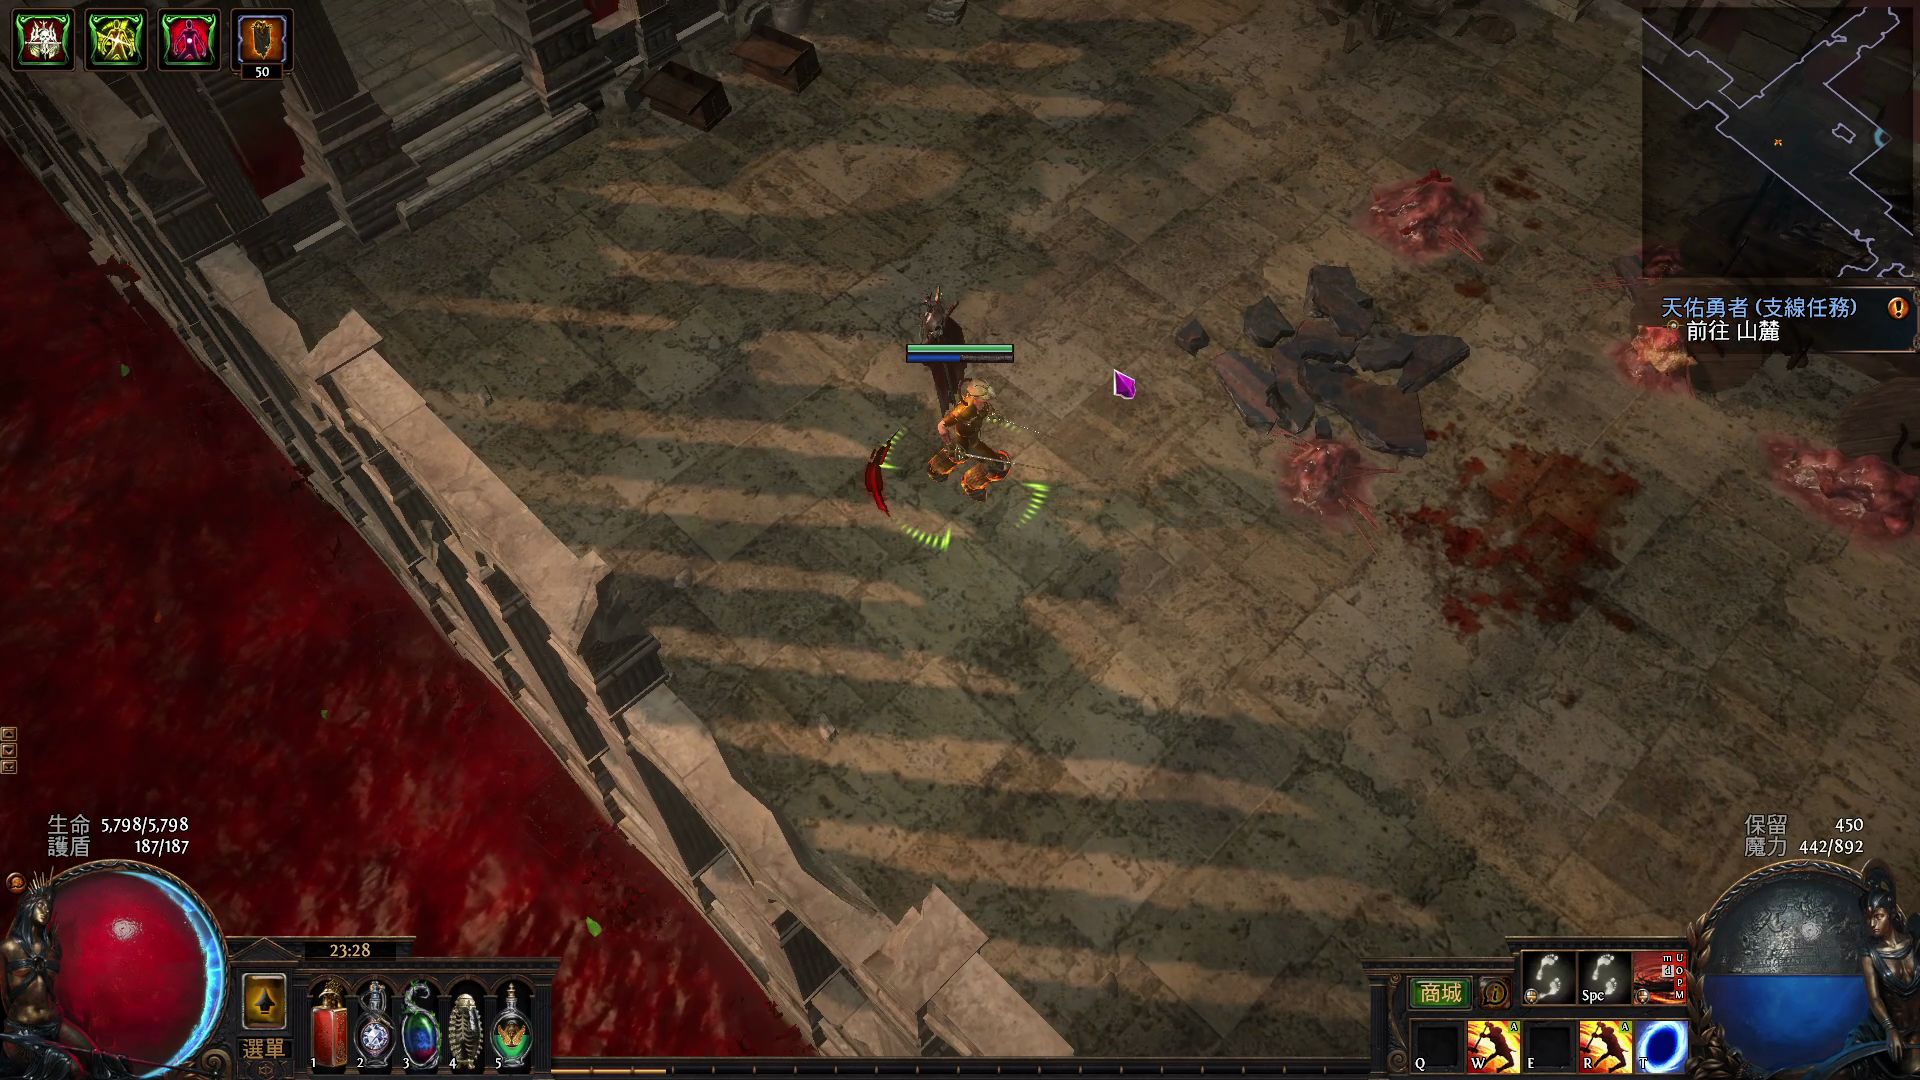 50
天佑勇者 (支線任務)
前往 山麓
生命 5,798/5,798
護盾 187/187
保留 450
魔力 442/892
23:28
選單
1 2 3 4 5
商城
Spc
m U
d O
P
M
Q W A E R A T